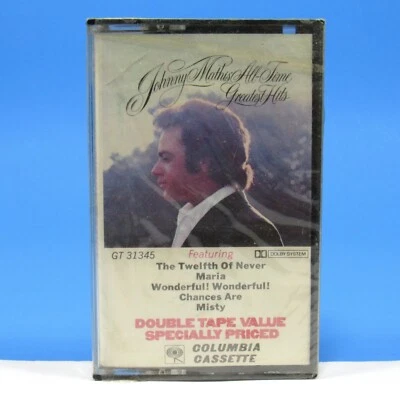 Johnny Mathis' All-Time
Greatest Hits
GT 31345
Featuring
DOLBY SYSTEM
The Twelfth Of Never
Maria
Wonderful! Wonderful!
Chances Are
Misty
DOUBLE TAPE VALUE
SPECIALLY PRICED
COLUMBIA
CASSETTE